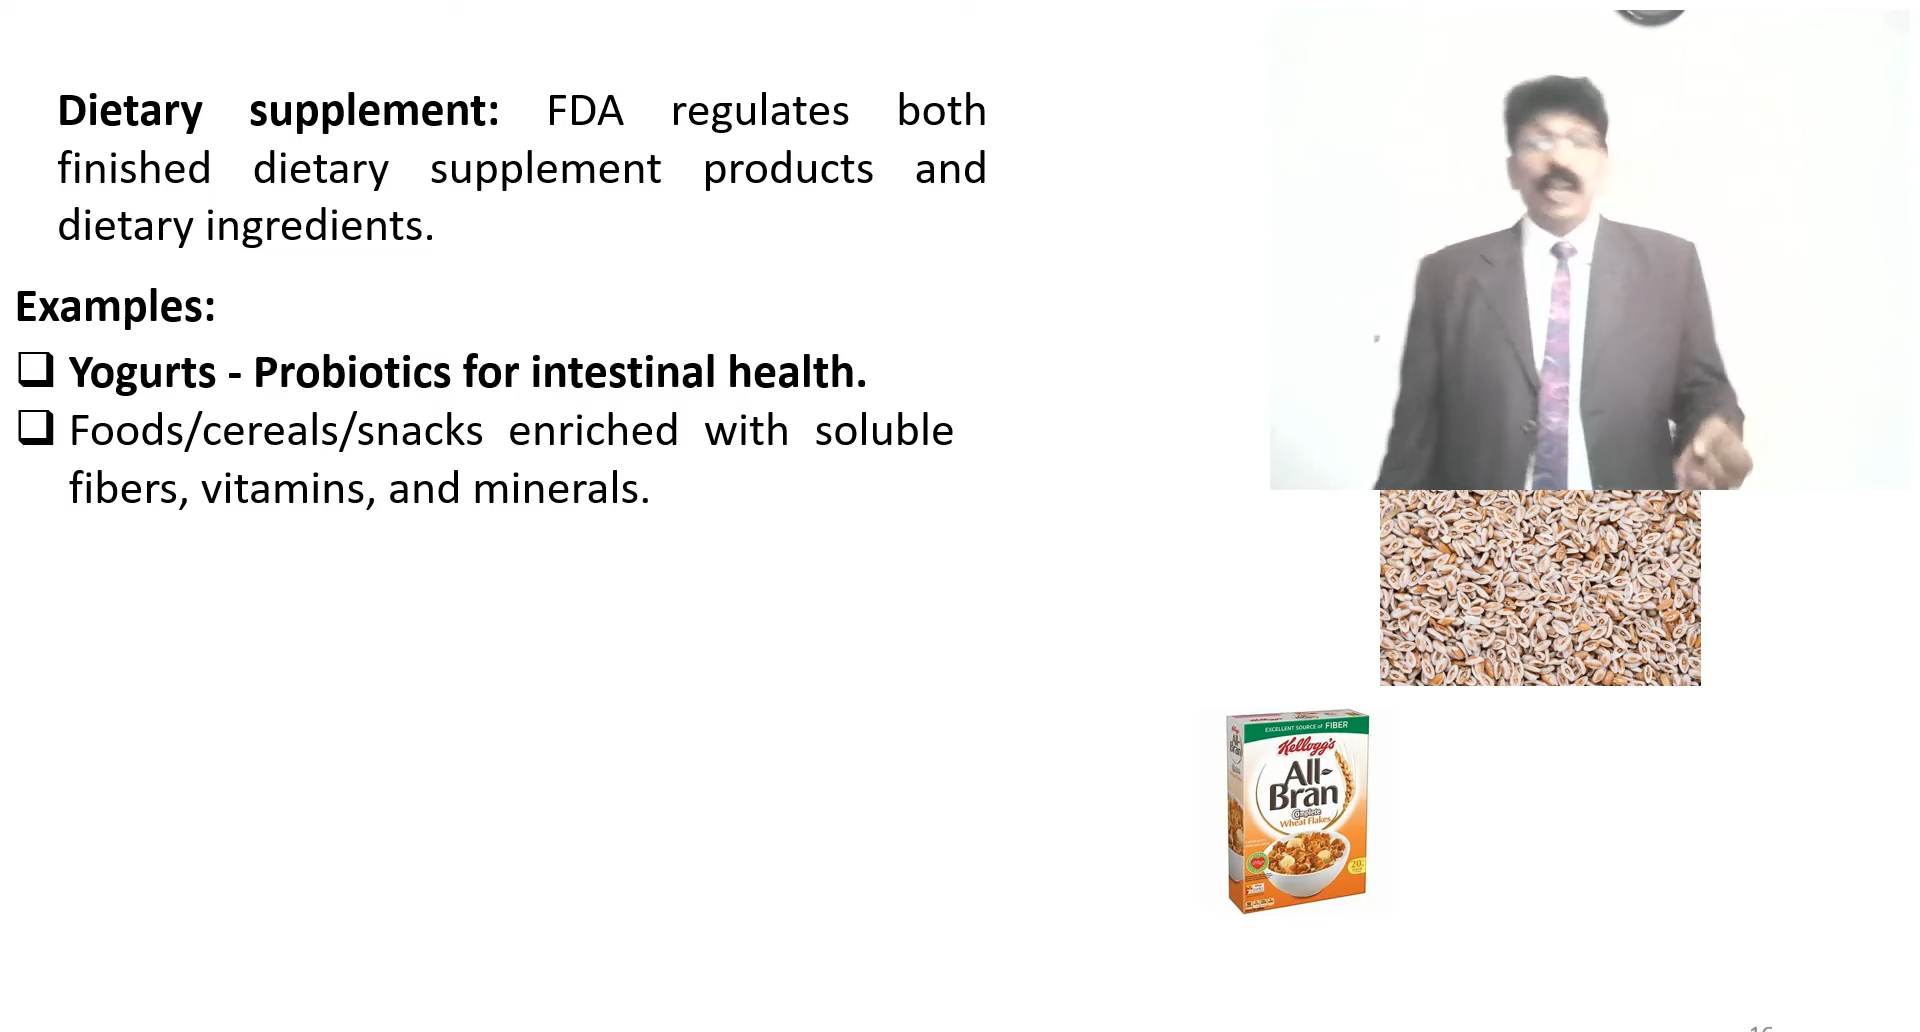 Dietary supplement: FDA regulates both
finished dietary supplement products and
dietary ingredients.
Examples:
Yogurts - Probiotics for intestinal health.
Foods/cereals/snacks enriched with soluble
fibers, vitamins, and minerals.
EXCELLENT SOURCE of FIBER
Kellogg's
All-
Bran
Complete
Wheat Flakes